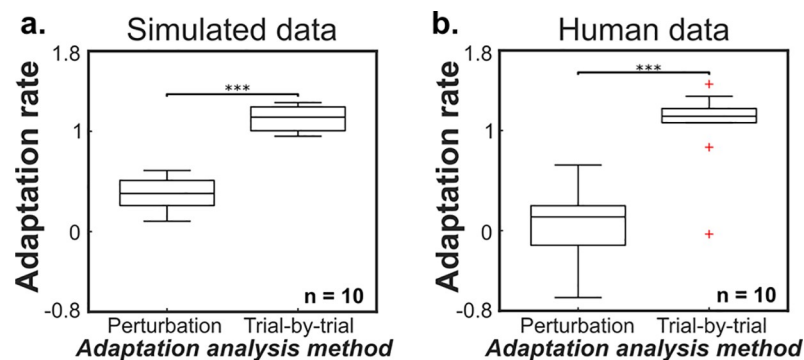 a.
Simulated data
1.8
1
0
-0.8
Adaptation rate
***
n = 10
Perturbation Trial-by-trial
Adaptation analysis method
b.
Human data
1.8
1
0
-0.8
Adaptation rate
***
n = 10
Perturbation Trial-by-trial
Adaptation analysis method